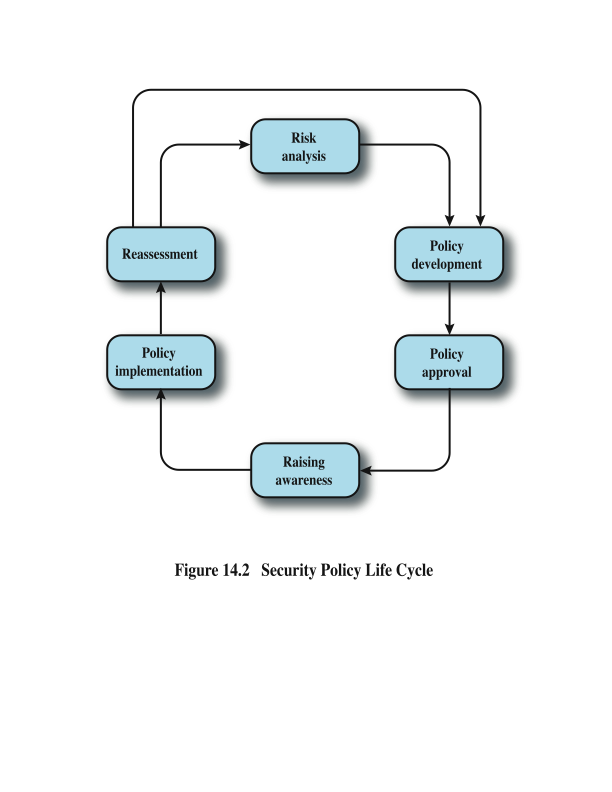 Risk
analysis
Reassessment
Policy
development
Policy
implementation
Policy
approval
Raising
awareness
Figure 14.2 Security Policy Life Cycle